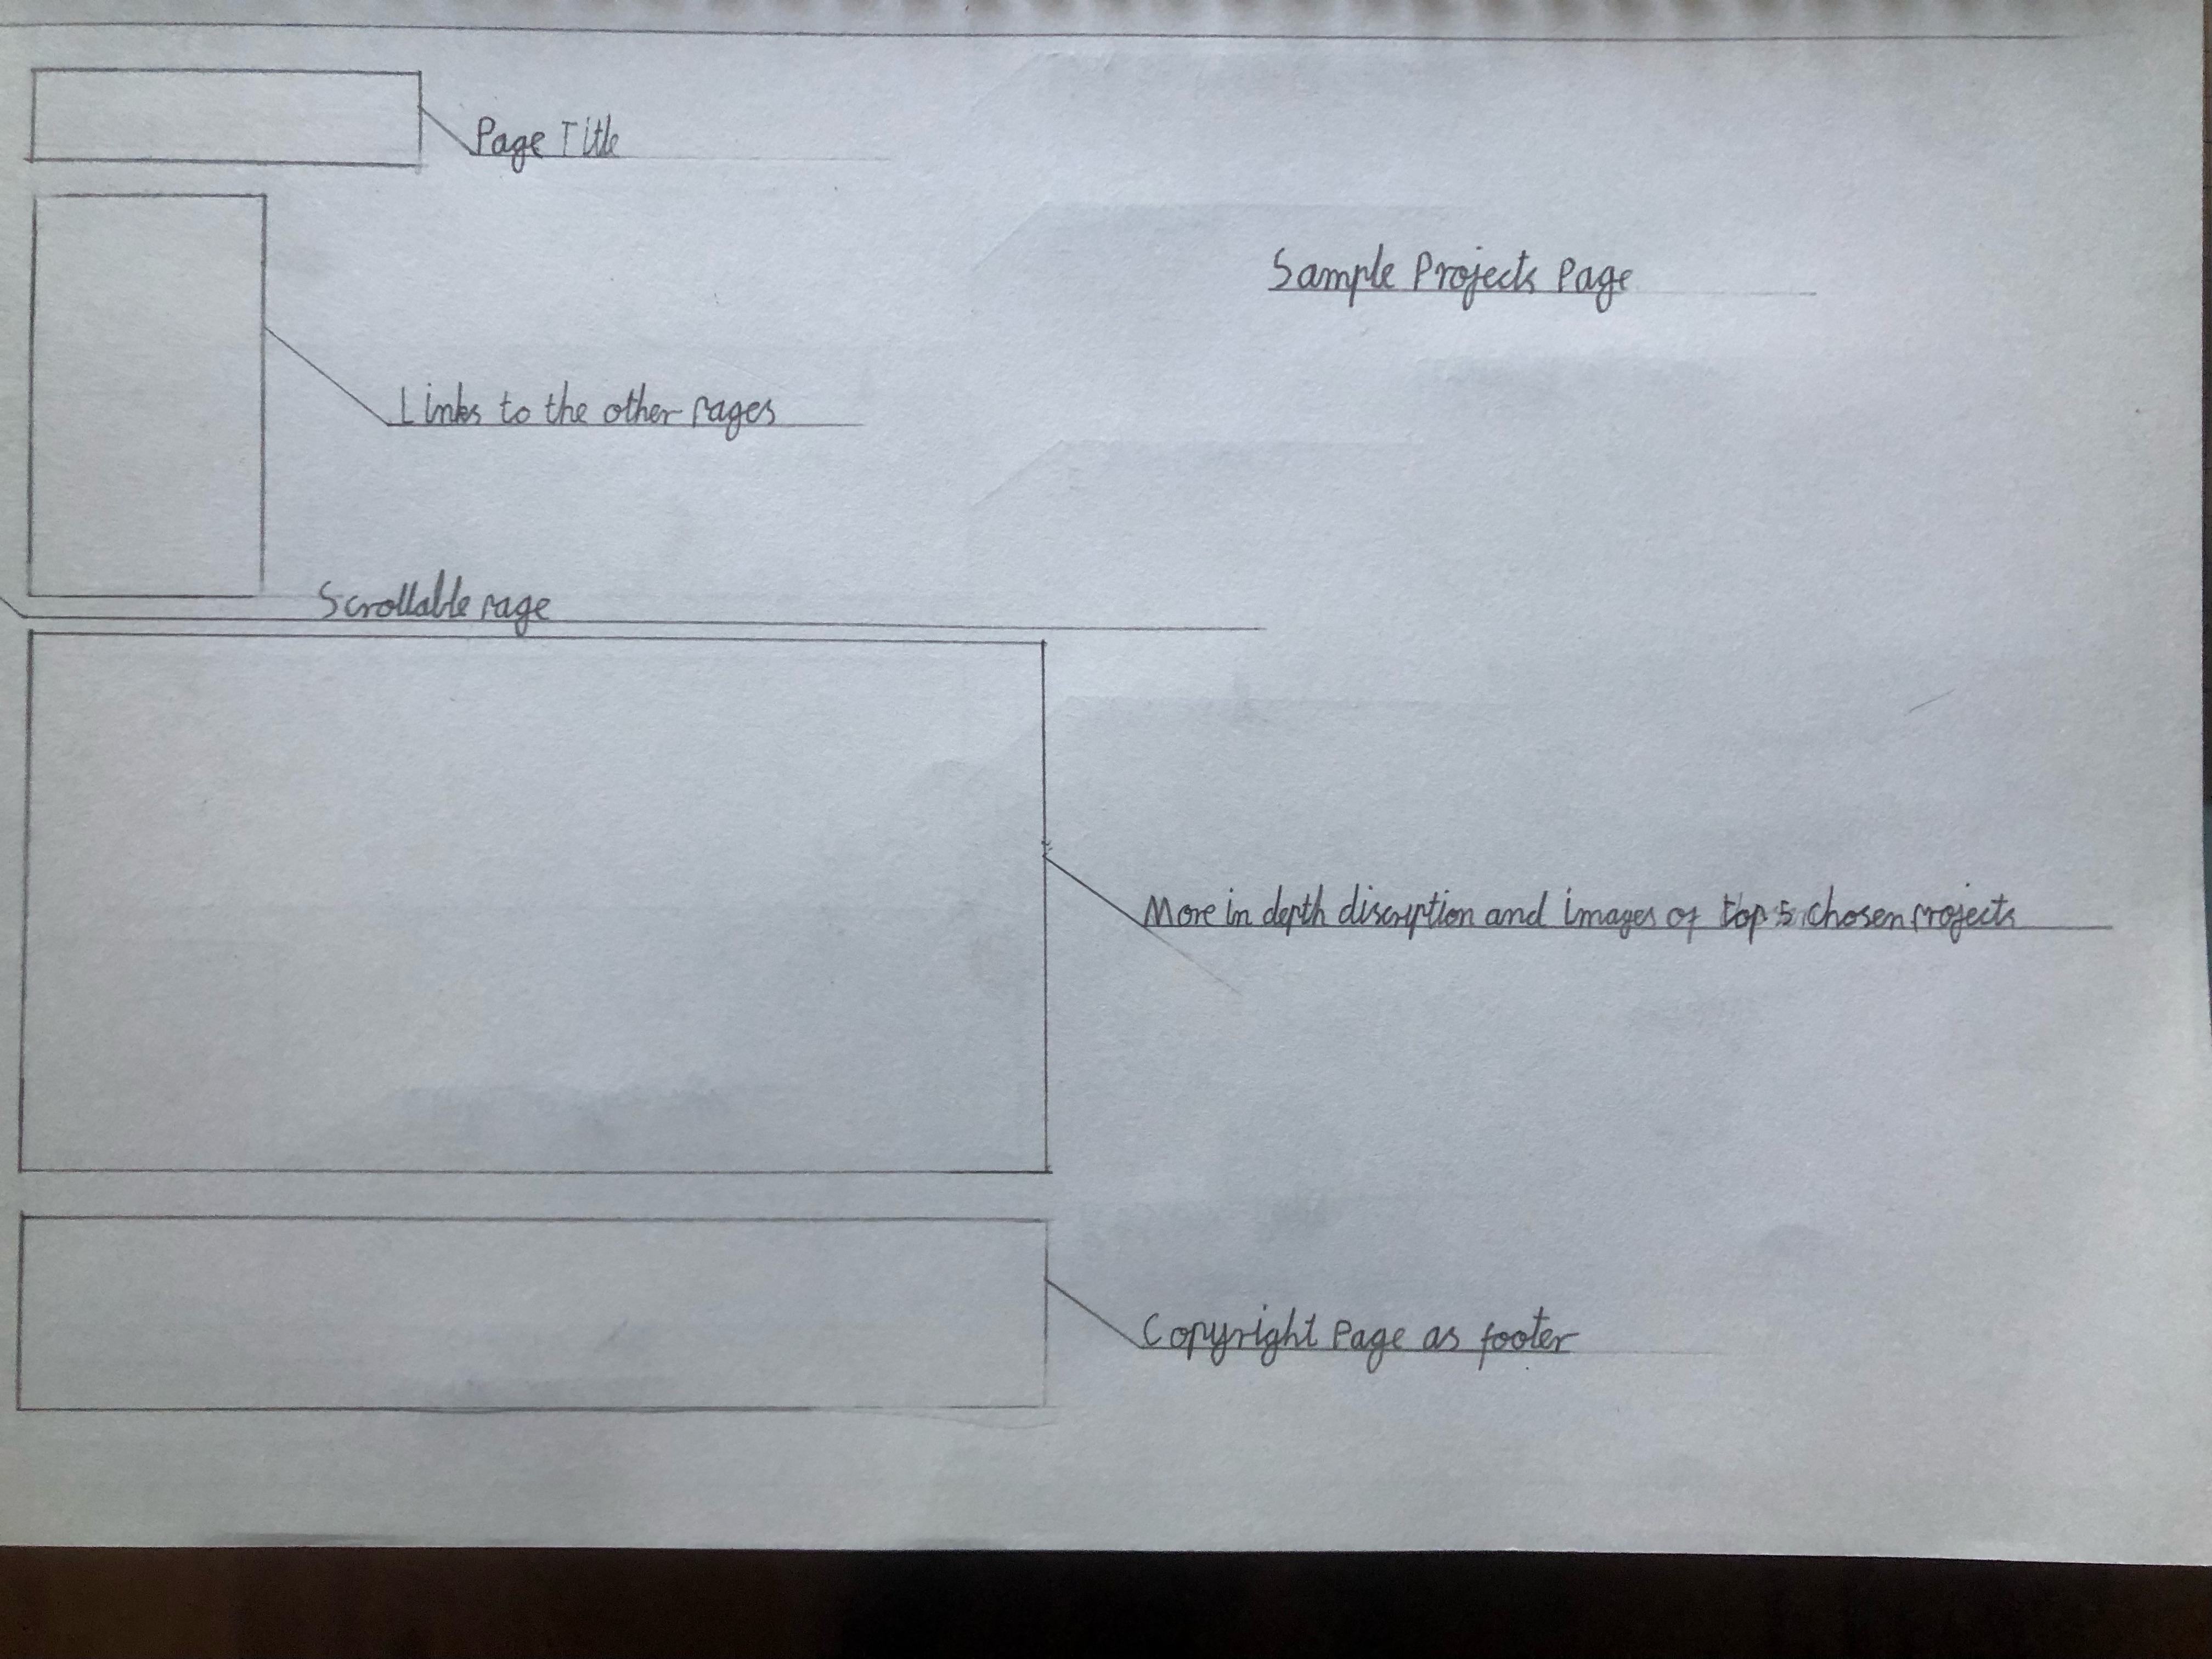 Page Title
Sample Projects Page
Links to the other pages
Scrollable page
More in depth discription and images of top 5 chosen projects
Copyright Page as footer